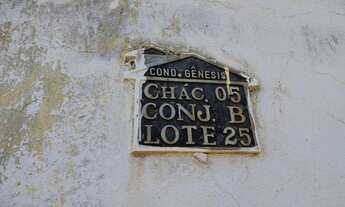 COND. GÊNESIS
CHÁC. 05
CONJ. B
LOTE 25